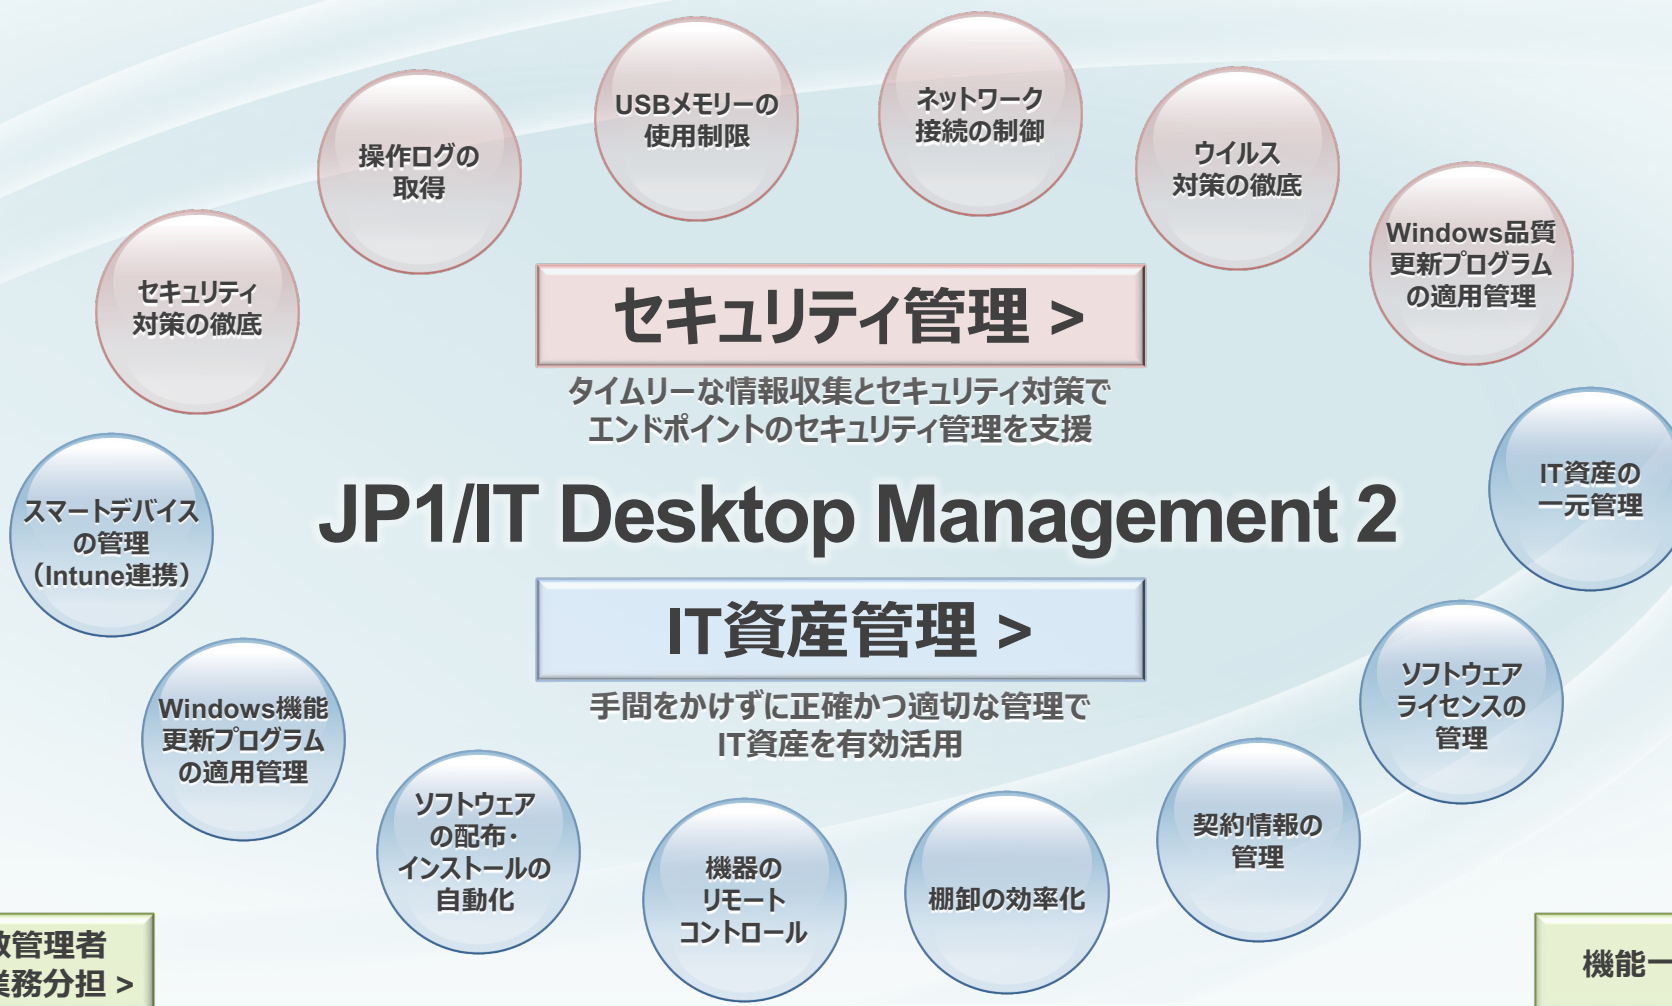 USBメモリーの
使用制限
ネットワーク
接続の制御
操作ログの
取得
ウイルス
対策の徹底
Windows品質
更新プログラム
の適用管理
セキュリティ
対策の徹底
セキュリティ管理 >
タイムリーな情報収集とセキュリティ対策で
エンドポイントのセキュリティ管理を支援
スマートデバイス
の管理
（Intune連携）
JP1/IT Desktop Management 2
IT資産の
一元管理
IT資産管理 >
手間をかけずに正確かつ適切な管理で
IT資産を有効活用
Windows機能
更新プログラム
の適用管理
ソフトウェア
ライセンスの
管理
ソフトウェア
の配布・
インストールの
自動化
機器の
リモート
コントロール
棚卸の効率化
契約情報の
管理
管理者
業務分担 >
機能一